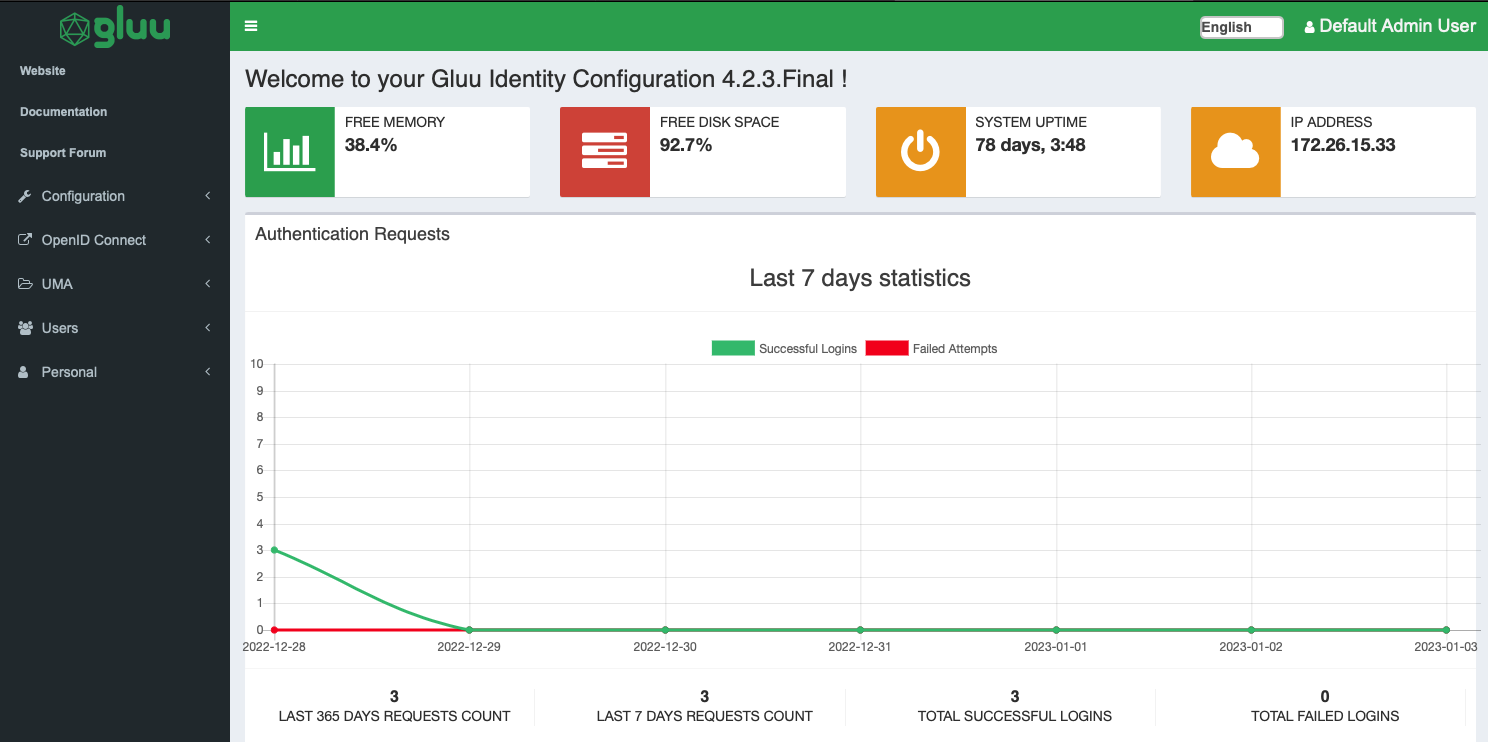 gluu
English
Default Admin User
Website
Documentation
Support Forum
Configuration
OpenID Connect
UMA
Users
Personal
Welcome to your Gluu Identity Configuration 4.2.3.Final !
FREE MEMORY
38.4%
FREE DISK SPACE
92.7%
SYSTEM UPTIME
78 days, 3:48
IP ADDRESS
172.26.15.33
Authentication Requests
Last 7 days statistics
Successful Logins Failed Attempts
10
9
8
7
6
5
4
3
2
1
0
2022-12-28 2022-12-29 2022-12-30 2022-12-31 2023-01-01 2023-01-02 2023-01-03
3
LAST 365 DAYS REQUESTS COUNT
3
LAST 7 DAYS REQUESTS COUNT
3
TOTAL SUCCESSFUL LOGINS
0
TOTAL FAILED LOGINS